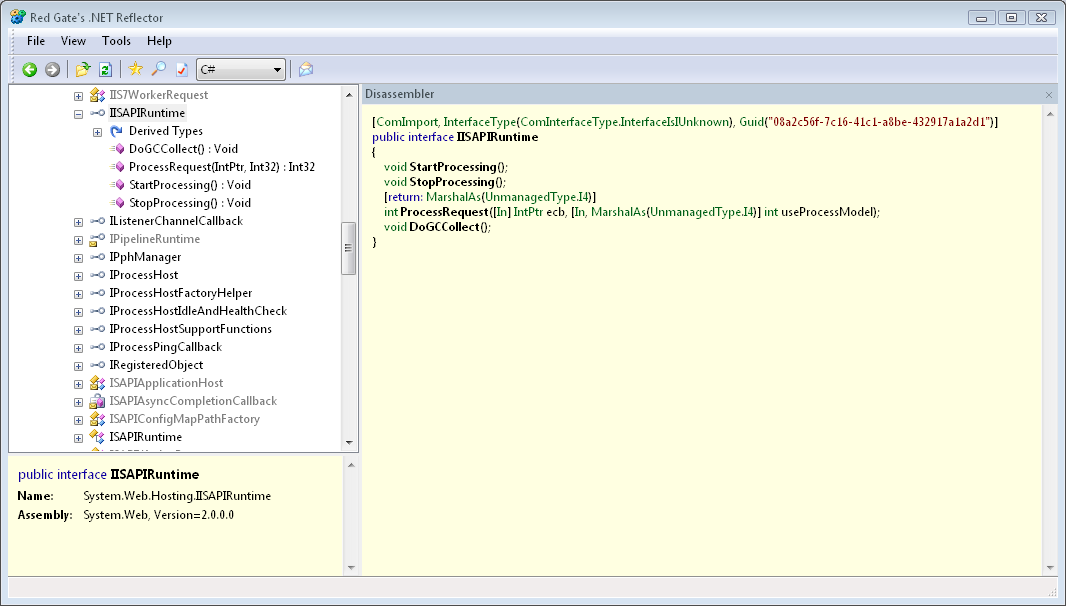 Red Gate's .NET Reflector
File View Tools Help
C#
IIS7WorkerRequest
IISAPIRuntime
Derived Types
DoGCCollect() : Void
ProcessRequest(IntPtr, Int32) : Int32
StartProcessing() : Void
StopProcessing() : Void
IListenerChannelCallback
IPipelineRuntime
IPphManager
IProcessHost
IProcessHostFactoryHelper
IProcessHostIdleAndHealthCheck
IProcessHostSupportFunctions
IProcessPingCallback
IRegisteredObject
ISAPIApplicationHost
ISAPIAsyncCompletionCallback
ISAPIConfigMapPathFactory
ISAPIRuntime
public interface IISAPIRuntime
Name: System.Web.Hosting.IISAPIRuntime
Assembly: System.Web, Version=2.0.0.0
Disassembler
[ComImport, InterfaceType(ComInterfaceType.InterfaceIsIUnknown), Guid("08a2c56f-7c16-41c1-a8be-432917a1a2d1")]
public interface IISAPIRuntime
{
void StartProcessing();
void StopProcessing();
[return: MarshalAs(UnmanagedType.I4)]
int ProcessRequest([In] IntPtr ecb, [In, MarshalAs(UnmanagedType.I4)] int useProcessModel);
void DoGCCollect();
}